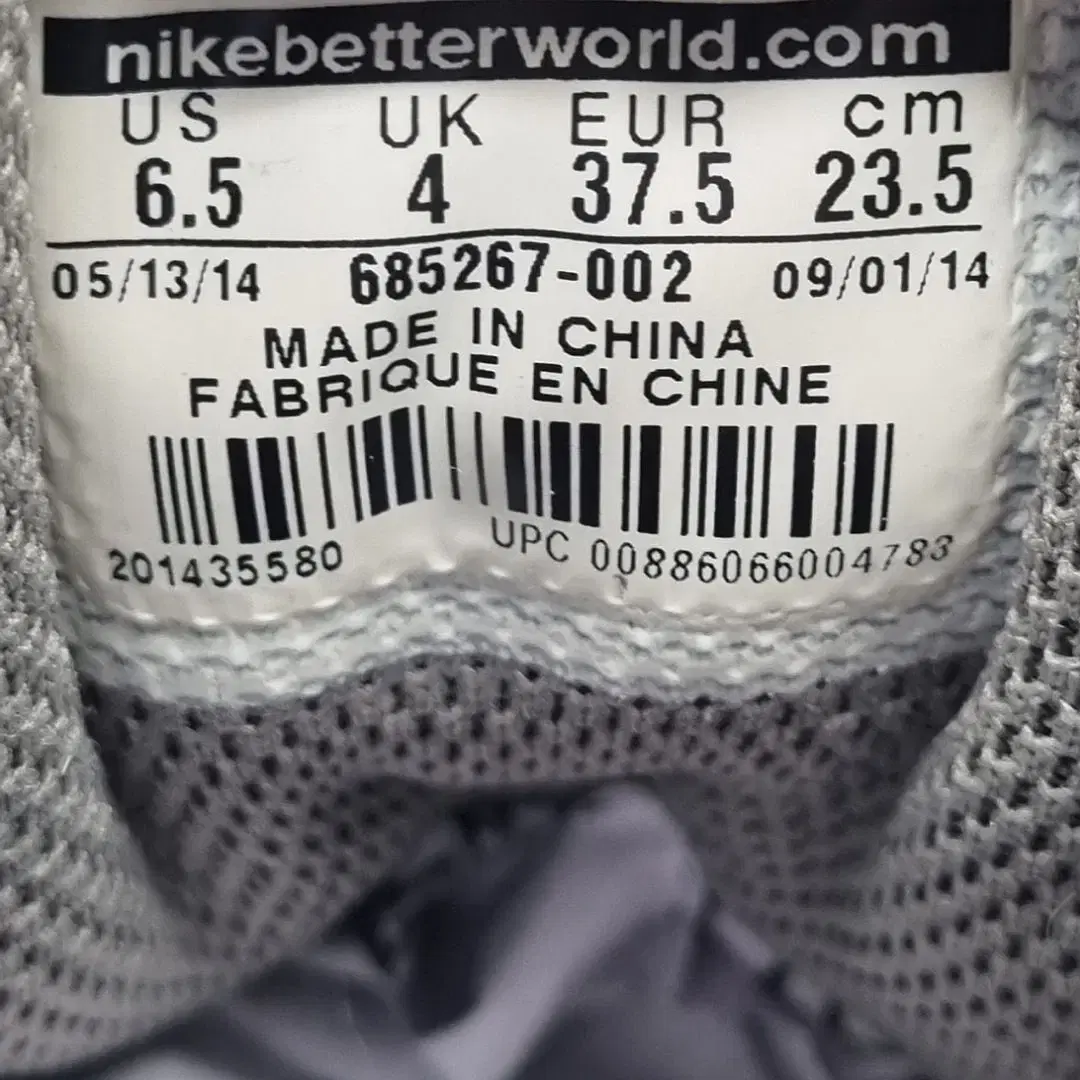 nikebetterworld.com
US UK EUR cm
6.5 4 37.5 23.5
05/13/14 685267-002 09/01/14
MADE IN CHINA
FABRIQUE EN CHINE
201435580 UPC 00886066004783